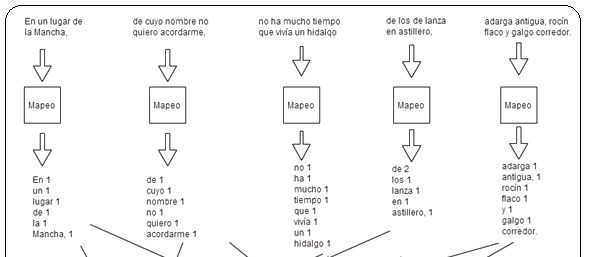 En un lugar de
la Mancha,
de cuyo nombre no
quiero acordarme,
no ha mucho tiempo
que vivía un hidalgo
de los de lanza
en astillero,
adarga antigua, rocín
flaco y galgo corredor.
Mapeo
Mapeo
Mapeo
Mapeo
Mapeo
En 1
un 1
lugar 1
de 1
la 1
Mancha, 1
de 1
cuyo 1
nombre 1
no 1
quiero 1
acordarme 1
no 1
ha 1
mucho 1
tiempo 1
que 1
vivía 1
un 1
hidalgo 1
de 2
los 1
lanza 1
en 1
astillero, 1
adarga 1
antigua, 1
rocín 1
flaco 1
y 1
galgo 1
corredor.